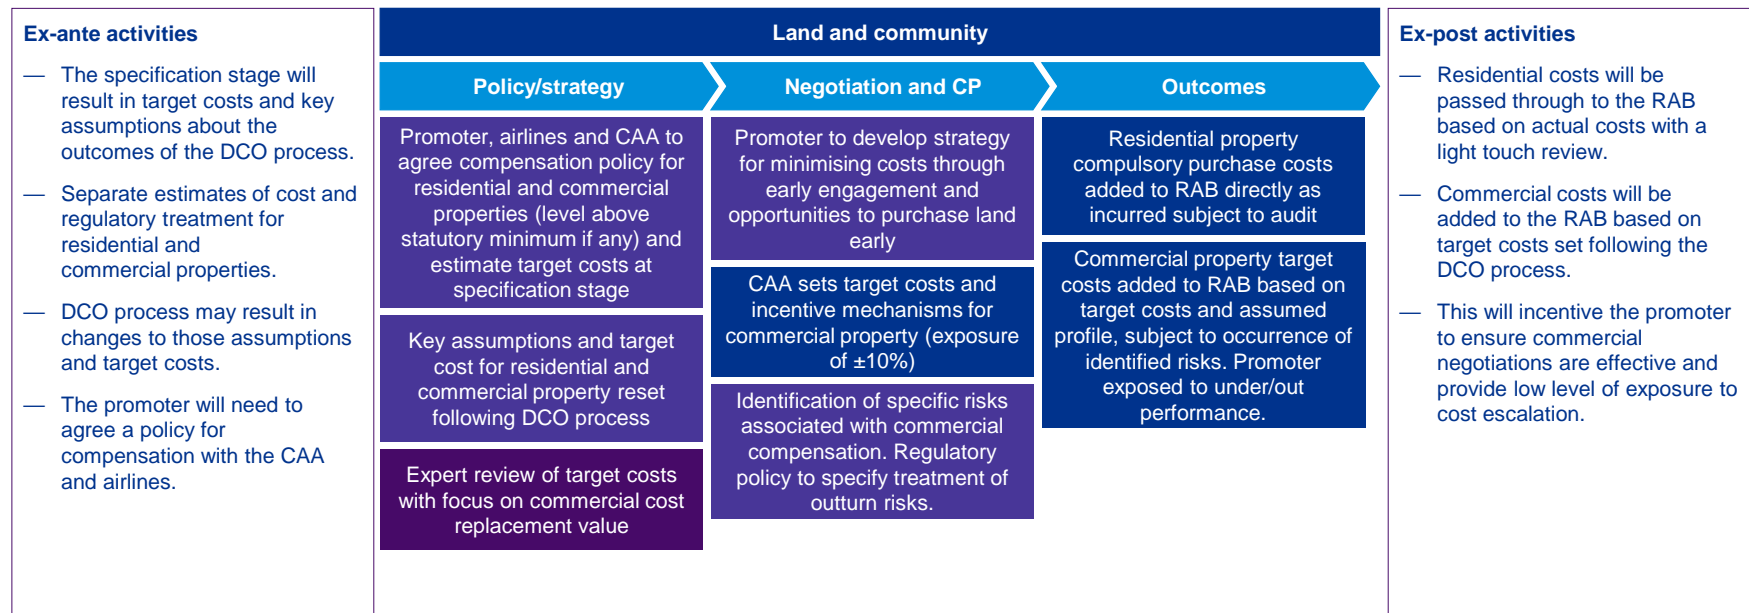 Ex-ante activities
— The specification stage will
result in target costs and key
assumptions about the
outcomes of the DCO process.
— Separate estimates of cost and
regulatory treatment for
residential and
commercial properties.
— DCO process may result in
changes to those assumptions
and target costs.
— The promoter will need to
agree a policy for
compensation with the CAA
and airlines.
Land and community
Policy/strategy
Promoter, airlines and CAA to
agree compensation policy for
residential and commercial
properties (level above
statutory minimum if any) and
estimate target costs at
specification stage
Key assumptions and target
cost for residential and
commercial property reset
following DCO process
Expert review of target costs
with focus on commercial cost
replacement value
Negotiation and CP
Promoter to develop strategy
for minimising costs through
early engagement and
opportunities to purchase land
early
CAA sets target costs and
incentive mechanisms for
commercial property (exposure
of ±10%)
Identification of specific risks
associated with commercial
compensation. Regulatory
policy to specify treatment of
outturn risks.
Outcomes
Residential property
compulsory purchase costs
added to RAB directly as
incurred subject to audit
Commercial property target
costs added to RAB based on
target costs and assumed
profile, subject to occurrence of
identified risks. Promoter
exposed to under/out
performance.
Ex-post activities
— Residential costs will be
passed through to the RAB
based on actual costs with a
light touch review.
— Commercial costs will be
added to the RAB based on
target costs set following the
DCO process.
— This will incentive the promoter
to ensure commercial
negotiations are effective and
provide low level of exposure to
cost escalation.